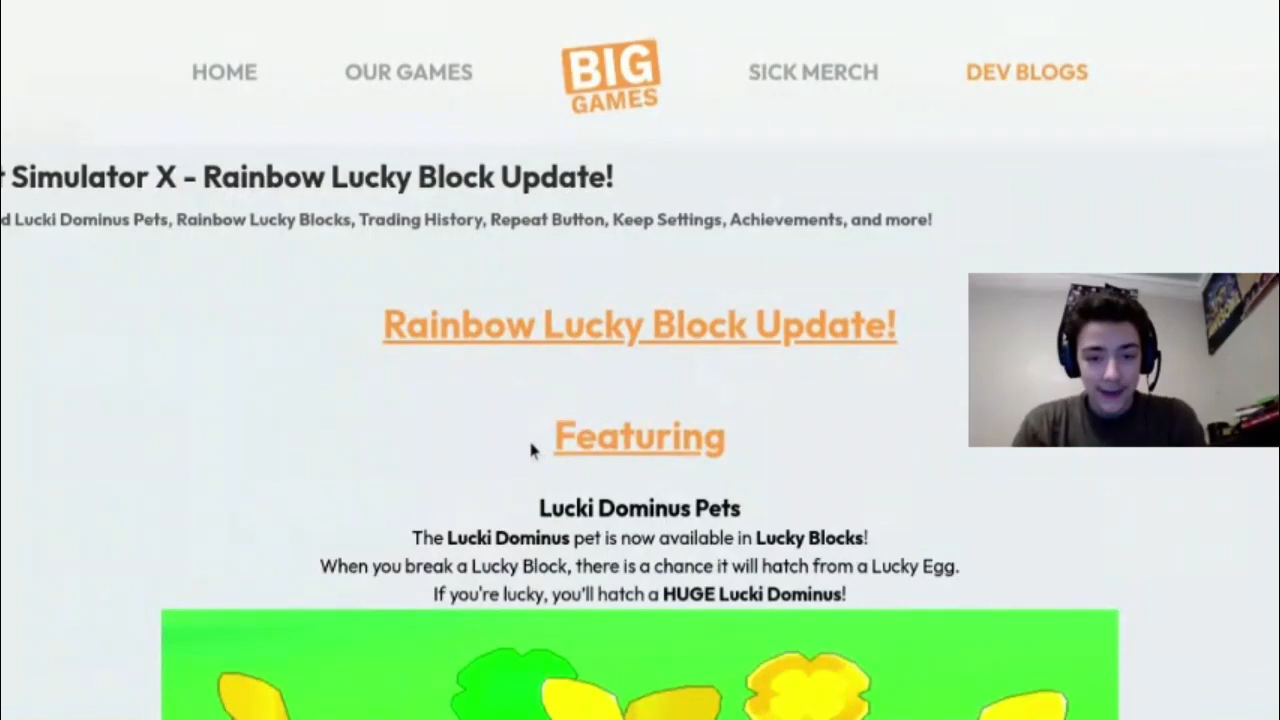 HOME
OUR GAMES
BIG
GAMES
SICK MERCH
DEV BLOGS
Simulator X - Rainbow Lucky Block Update!
Lucki Dominus Pets, Rainbow Lucky Blocks, Trading History, Repeat Button, Keep Settings, Achievements, and more!
Rainbow Lucky Block Update!
Featuring
Lucki Dominus Pets
The Lucki Dominus pet is now available in Lucky Blocks!
When you break a Lucky Block, there is a chance it will hatch from a Lucky Egg.
If you're lucky, you'll hatch a HUGE Lucki Dominus!